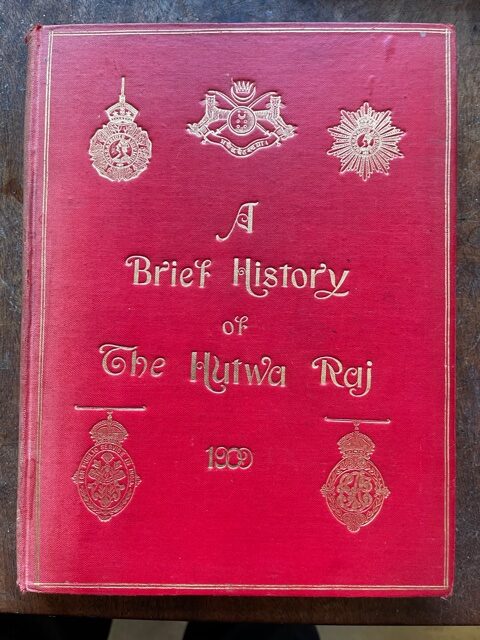 A
Brief History
of
The Hutwa Raj
1909